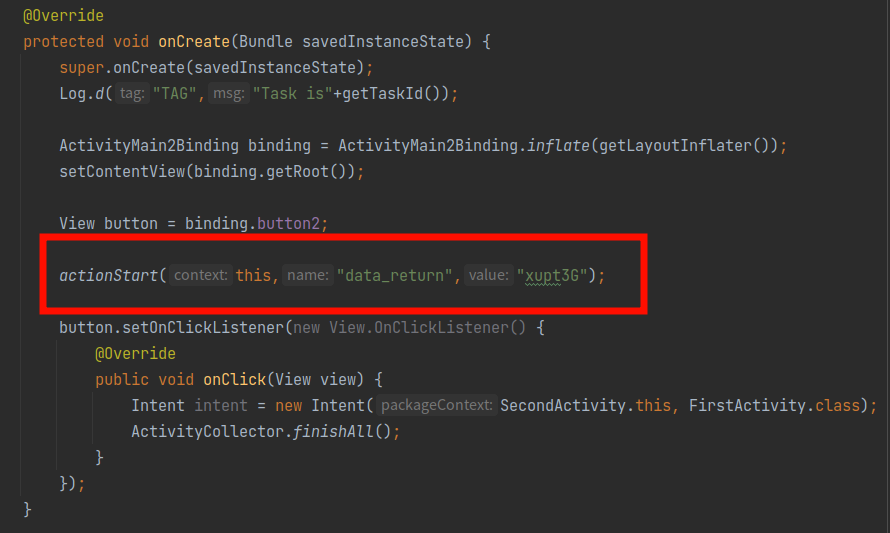 @Override
protected void onCreate(Bundle savedInstanceState) {
super.onCreate(savedInstanceState);
Log.d( tag: "TAG", msg: "Task is"+getTaskId());
ActivityMain2Binding binding = ActivityMain2Binding.inflate(getLayoutInflater());
setContentView(binding.getRoot());
View button = binding.button2;
actionStart( context: this, name: "data_return", value: "xupt3G");
button.setOnClickListener(new View.OnClickListener() {
@Override
public void onClick(View view) {
Intent intent = new Intent( packageContext: SecondActivity.this, FirstActivity.class);
ActivityCollector.finishAll();
}
});
}